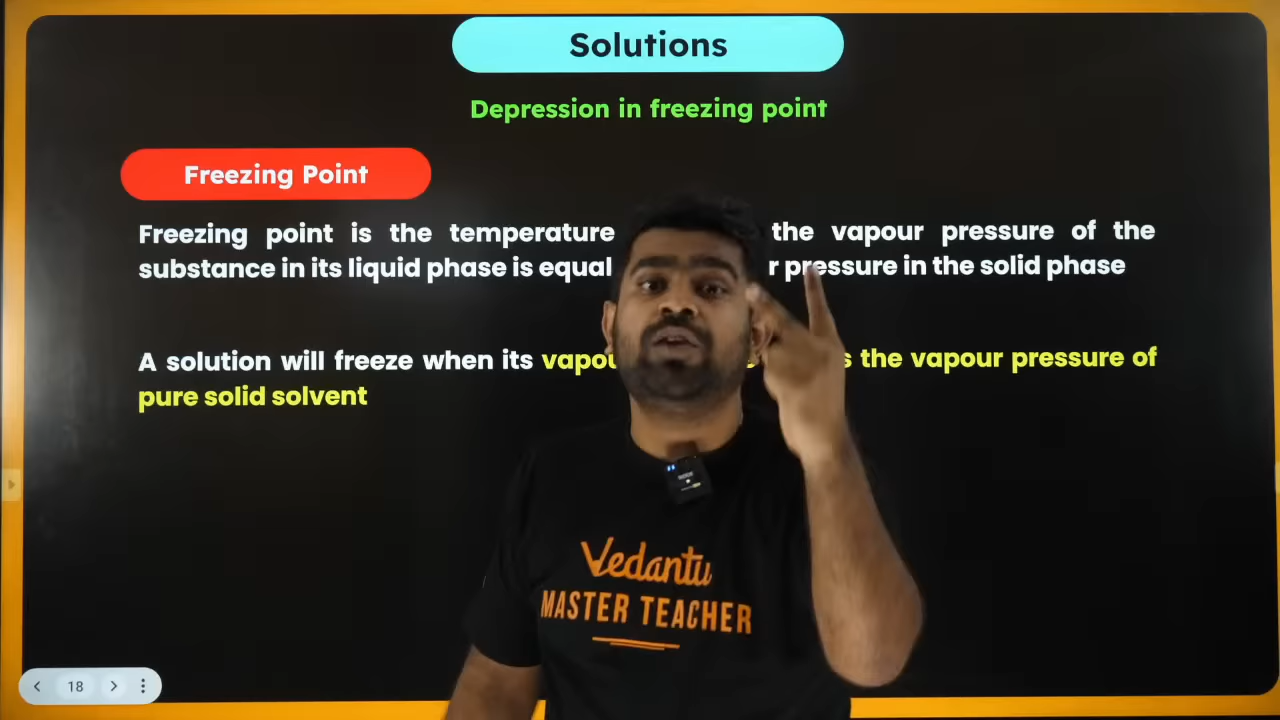 Solutions
Depression in freezing point
Freezing Point
Freezing point is the temperature the vapour pressure of the
substance in its liquid phase is equal pressure in the solid phase
A solution will freeze when its the vapour pressure of
pure solid solvent
Vedantu
MASTER TEACHER
18